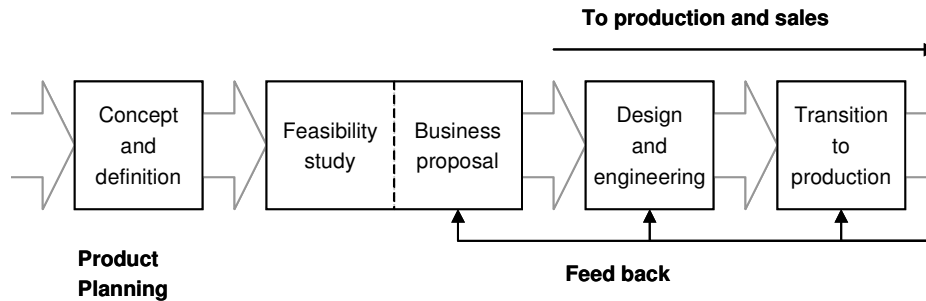 To production and sales
Concept
and
definition
Feasibility
study
Business
proposal
Design
and
engineering
Transition
to
production
Product
Planning
Feed back